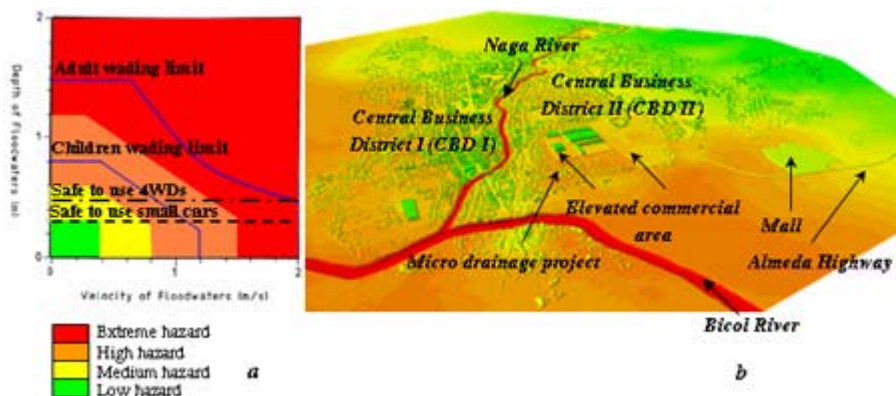 2
Adult wading limit
1
Children wading limit
Safe to use 4WDs
Safe to use small cars
0
0
1
2
Depth of Floodwaters (m)
Velocity of Floodwaters (m/s)
Extreme hazard
High hazard
Medium hazard
Low hazard
a
Naga River
Central Business
District II (CBD II)
Central Business
District I (CBD I)
Elevated commercial
area
Mall
Micro drainage project
Almeda Highway
Bicol River
b